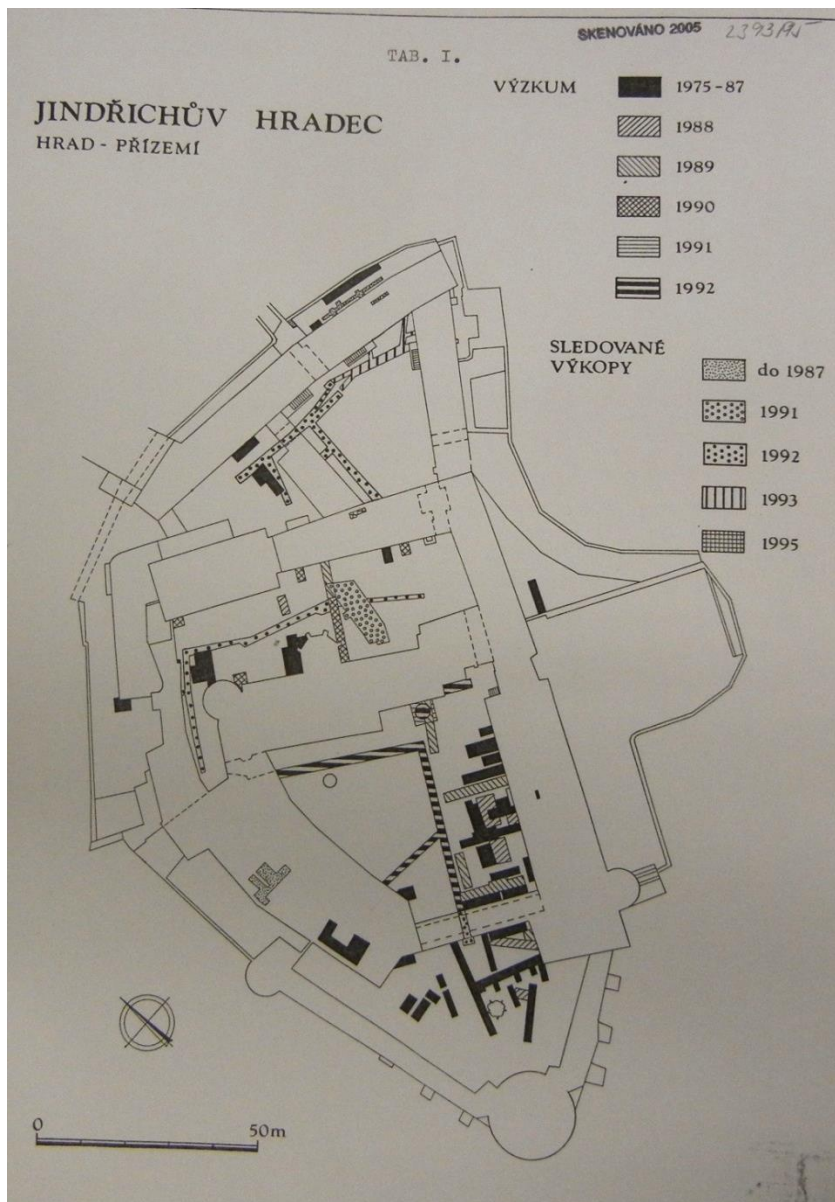 SKENOVÁNO 2005
TAB. I.
JINDŘICHŮV HRADEC
HRAD - PŘÍZEMÍ
VÝZKUM
1975-87
1988
1989
1990
1991
1992
SLEDOVANÉ
VÝKOPY
do 1987
1991
1992
1993
1995
0 50m